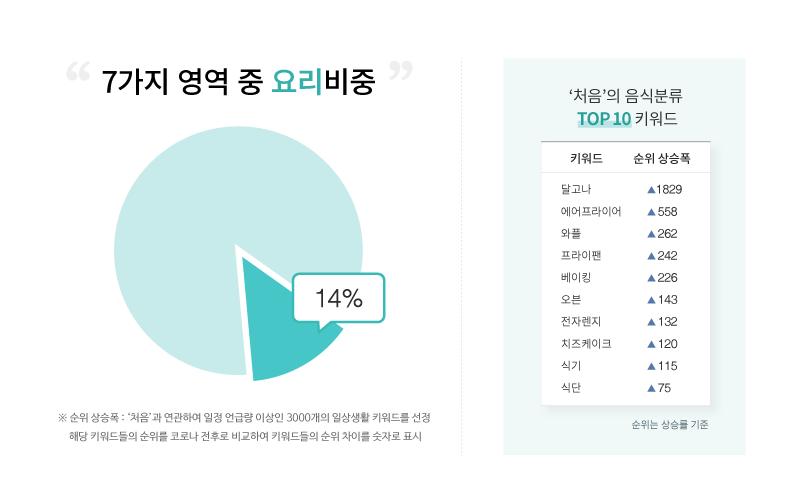 “ 7가지 영역 중 요리비중 ”
14%
※ 순위 상승폭 : ‘처음’과 연관하여 일정 언급량 이상인 3000개의 일상생활 키워드를 선정
해당 키워드들의 순위를 코로나 전후로 비교하여 키워드들의 순위 차이를 숫자로 표시
‘처음’의 음식분류
TOP 10 키워드
키워드 순위 상승폭
달고나 ▲1829
에어프라이어 ▲558
와플 ▲262
프라이팬 ▲242
베이킹 ▲226
오븐 ▲143
전자렌지 ▲132
치즈케이크 ▲120
식기 ▲115
식단 ▲75
순위는 상승률 기준